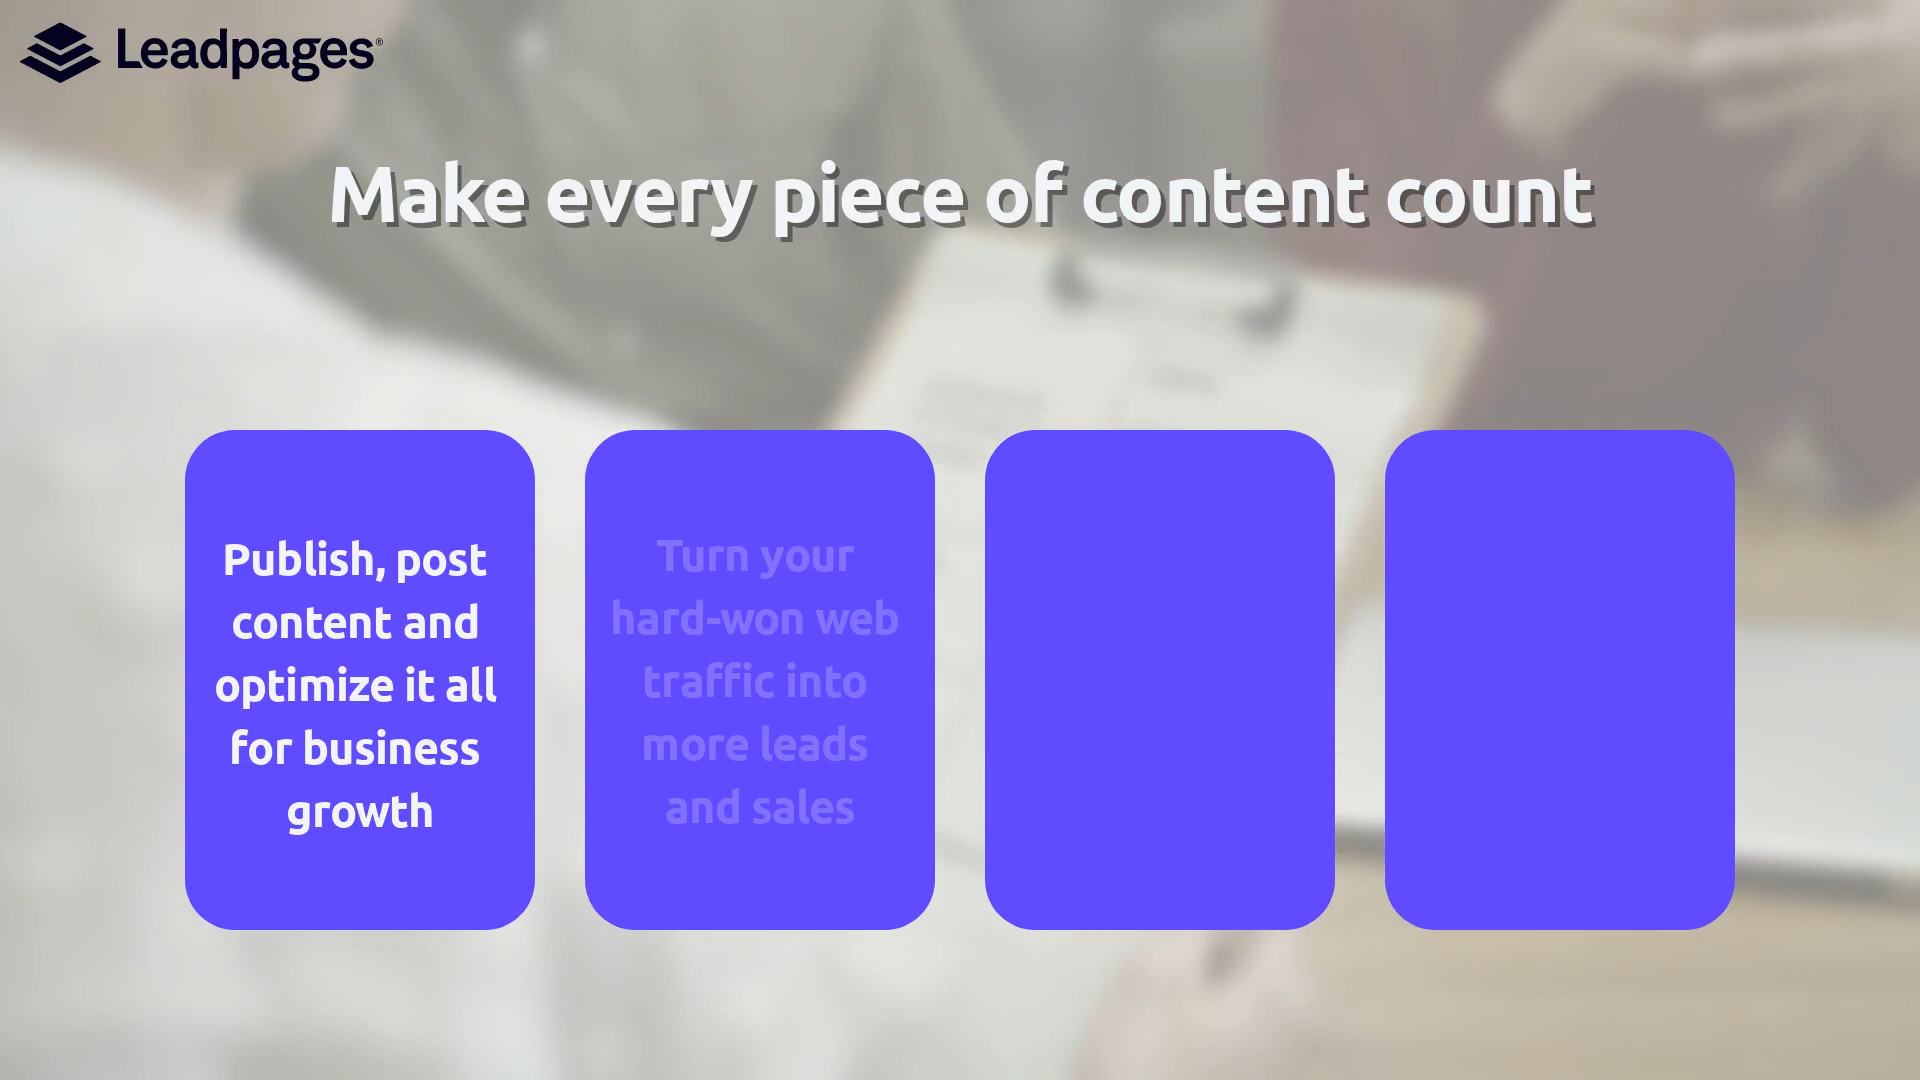 Leadpages®
Make every piece of content count
Publish, post
content and
optimize it all
for business
growth
Turn your
hard-won web
traffic into
more leads
and sales